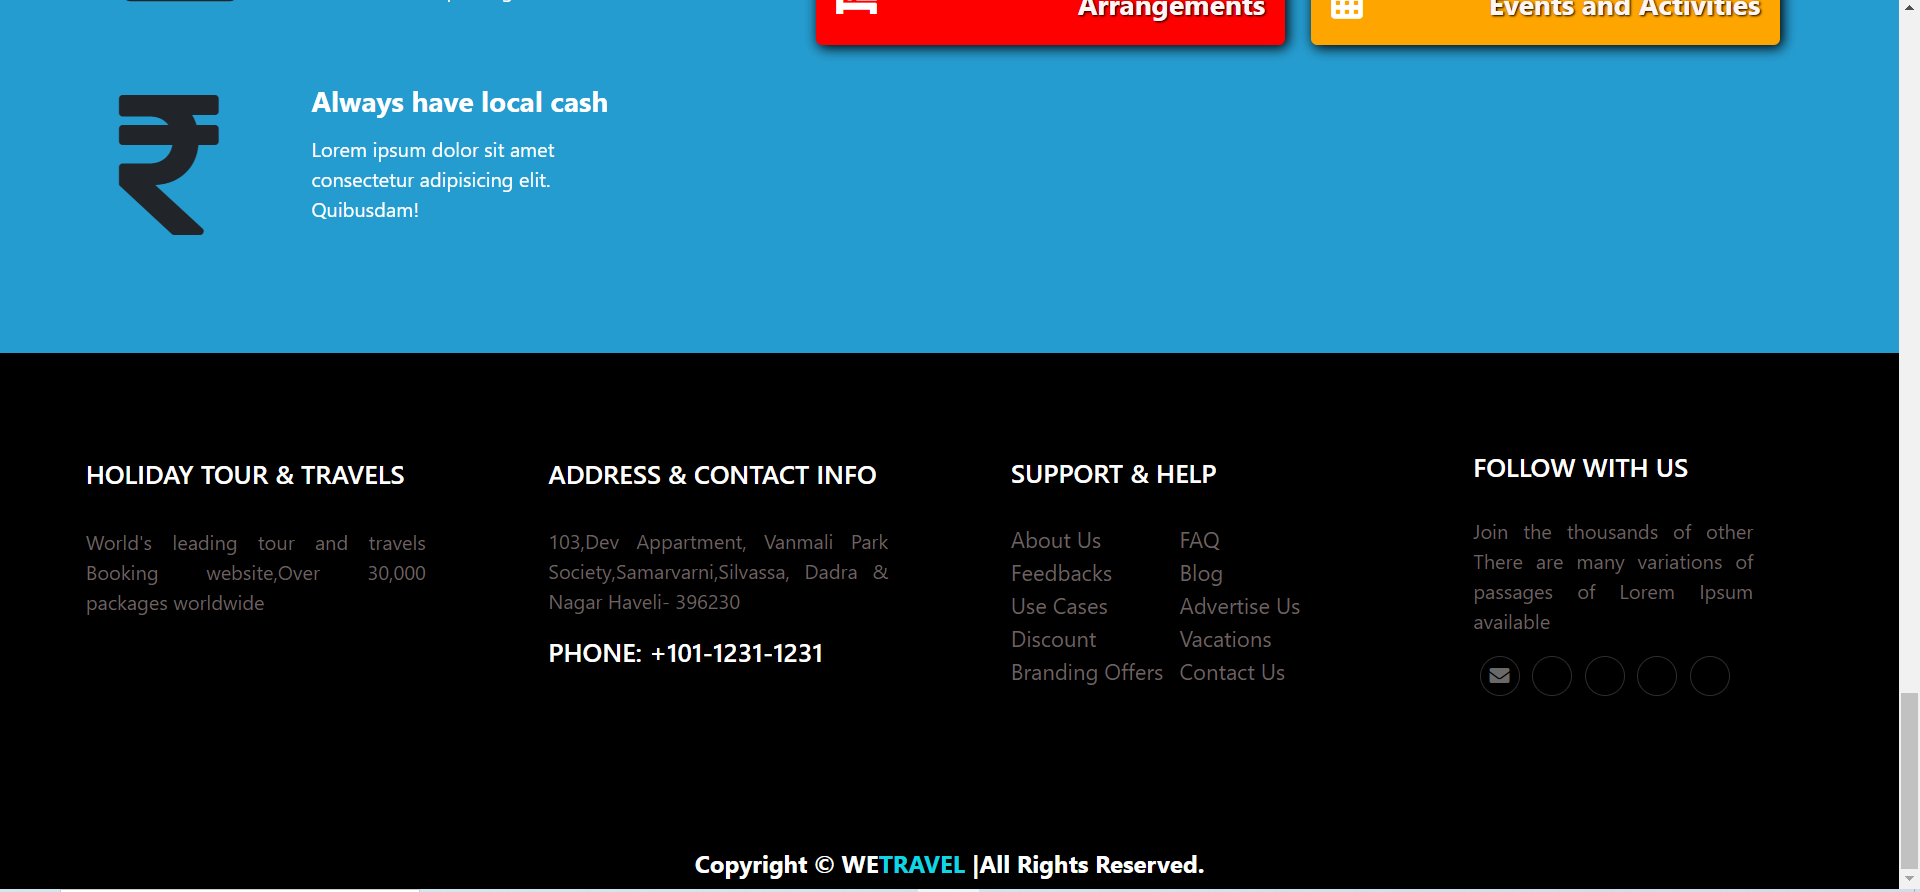 Arrangements
Events and Activities
Always have local cash
Lorem ipsum dolor sit amet
consectetur adipisicing elit.
Quibusdam!
HOLIDAY TOUR & TRAVELS
World's leading tour and travels
Booking website,Over 30,000
packages worldwide
ADDRESS & CONTACT INFO
103,Dev Appartment, Vanmali Park
Society,Samarvarni,Silvassa, Dadra &
Nagar Haveli- 396230
PHONE: +101-1231-1231
SUPPORT & HELP
About Us
Feedbacks
Use Cases
Discount
Branding Offers
FAQ
Blog
Advertise Us
Vacations
Contact Us
FOLLOW WITH US
Join the thousands of other
There are many variations of
passages of Lorem Ipsum
available
Copyright © WETRAVEL |All Rights Reserved.